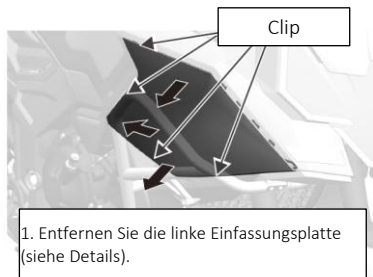 Clip
1. Entfernen Sie die linke Einfassungsplatte
(siehe Details).